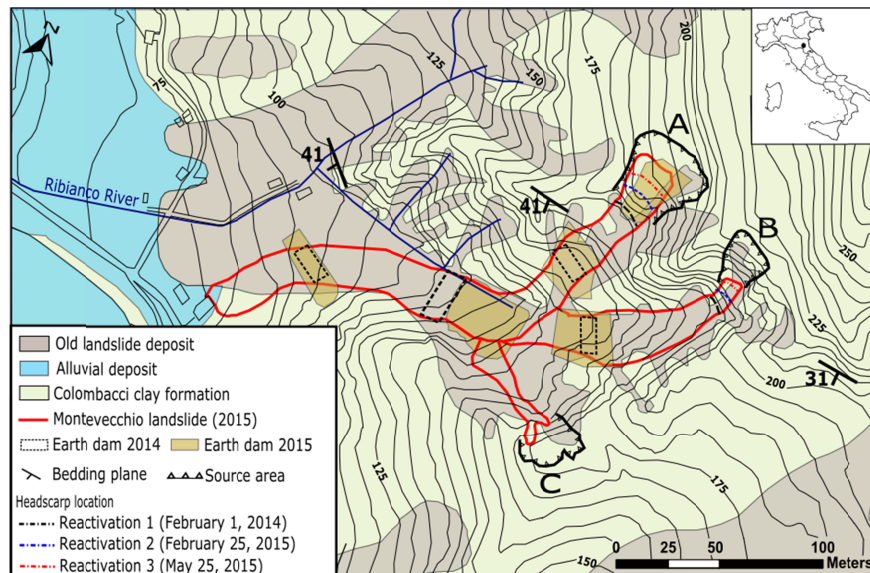 N
125
150
175
200
75
100
A
41
Ribianco River
41
B
250
225
Old landslide deposit
Alluvial deposit
Colombacci clay formation
Montevecchio landslide (2015)
Earth dam 2014 Earth dam 2015
Bedding plane Source area
Headscarp location
Reactivation 1 (February 1, 2014)
Reactivation 2 (February 25, 2015)
Reactivation 3 (May 25, 2015)
31
200
C
125
175
150
0 25 50 100
Meters